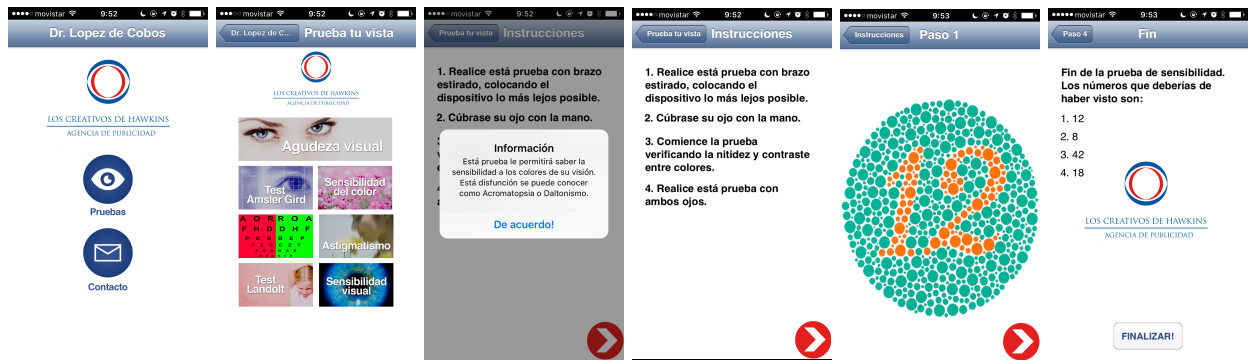 movistar 9:52
Dr. Lopez de Cobos
LOS CREATIVOS DE HAWKINS
AGENCIA DE PUBLICIDAD
Pruebas
Contacto
movistar 9:52
Dr. Lopez de C...
Prueba tu vista
LOS CREATIVOS DE HAWKINS
AGENCIA DE PUBLICIDAD
Agudeza visual
Test
Amsler Gird
Sensibilidad
del color
A O R R O A
F H D D H F
P E S B E P
T Z C C Z T
Astigmatismo
Test
Landolt
Sensibilidad
visual
movistar 9:52
Prueba tu vista
Instrucciones
1. Realice está prueba con brazo
estirado, colocando el
dispositivo lo más lejos posible.
2. Cúbrase su ojo con la mano.
Información
Está prueba le permitirá saber la
sensibilidad a los colores de su visión.
Está disfunción se puede conocer
como Acromatopsia o Daltonismo.
De acuerdo!
movistar 9:52
Prueba tu vista
Instrucciones
1. Realice está prueba con brazo
estirado, colocando el
dispositivo lo más lejos posible.
2. Cúbrase su ojo con la mano.
3. Comience la prueba
verificando la nitidez y contraste
entre colores.
4. Realice está prueba con
ambos ojos.
movistar 9:53
Instrucciones
Paso 1
12
movistar 9:53
Paso 4
Fin
Fin de la prueba de sensibilidad.
Los números que deberías de
haber visto son:
1. 12
2. 8
3. 42
4. 18
LOS CREATIVOS DE HAWKINS
AGENCIA DE PUBLICIDAD
FINALIZAR!